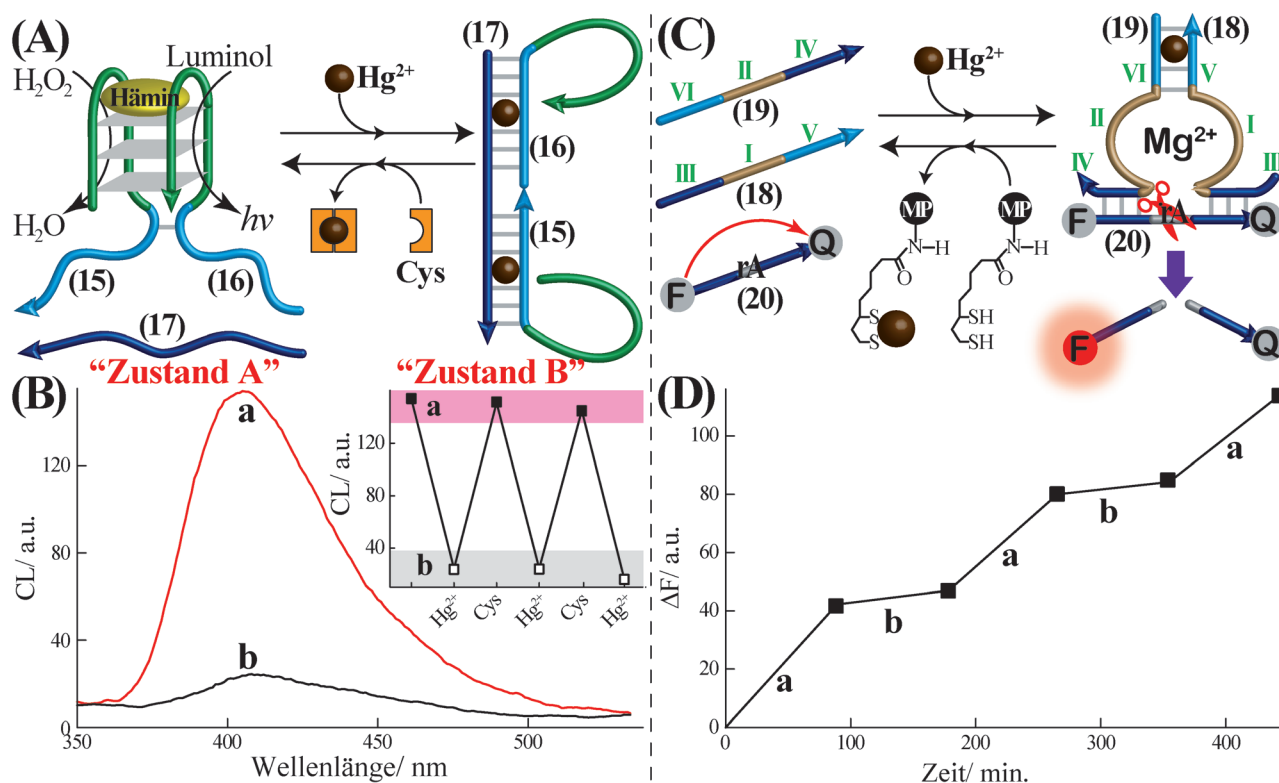 (A)
H₂O₂
Luminol
Hämin
H₂O
hν
(15)
(16)
(17)
Hg²⁺
Cys
(17)
(16)
(15)
“Zustand A”
“Zustand B”
(B)
CL/ a.u.
120
80
40
0
a
b
350
400
450
500
Wellenlänge/ nm
CL/ a.u.
120
80
40
a
b
Hg²⁺
Cys
Hg²⁺
Cys
Hg²⁺
(C)
IV
II
VI
(19)
V
I
III
(18)
F
rA
Q
(20)
Hg²⁺
MP
N–H
O
S
S
MP
N–H
O
SH
SH
(19)
(18)
VI
V
II
I
Mg²⁺
IV
III
F
rA
Q
(20)
F
Q
(D)
ΔF/ a.u.
100
80
60
40
20
0
a
b
a
b
a
0
100
200
300
400
Zeit/ min.